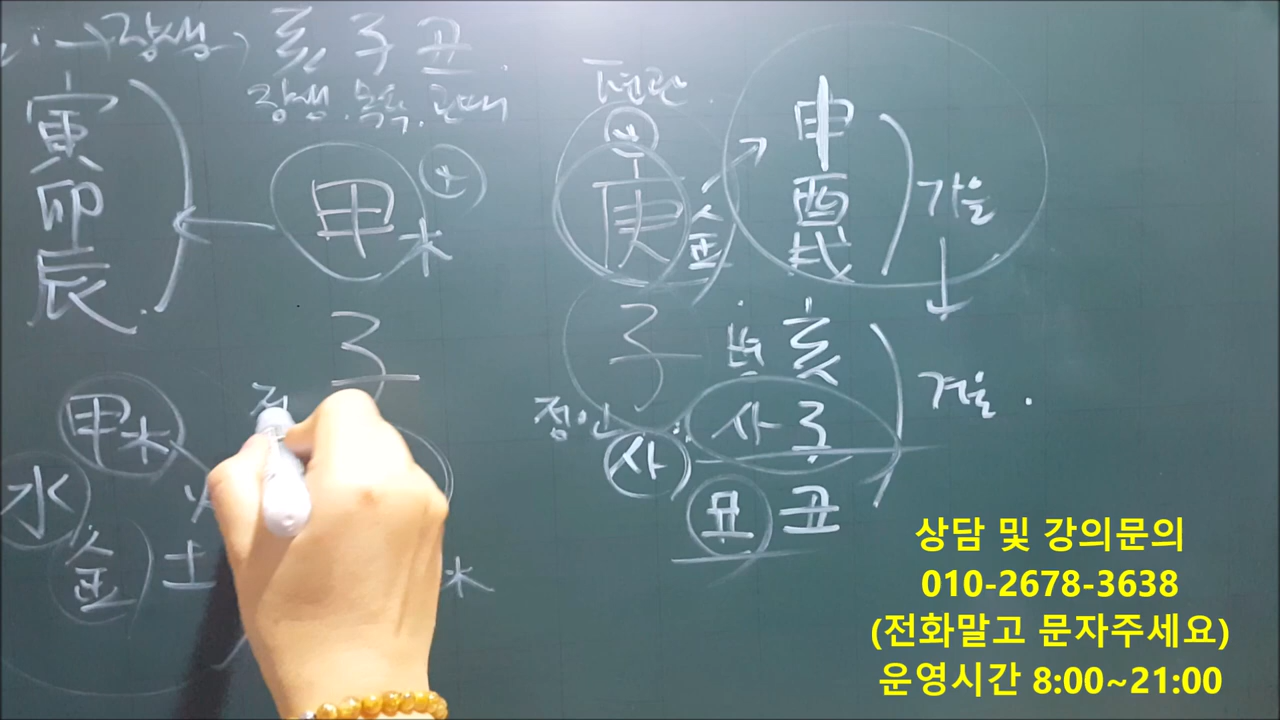 → 장생 → 亥 子 丑
장생. 목욕. 관대
寅
卯
辰
甲 木
子
甲木
水
金
土
木
편관
庚 金
子
정인
사
申
酉
戌
가을
병 亥
사 子
묘 丑
겨울.
상담 및 강의문의
010-2678-3638
(전화말고 문자주세요)
운영시간 8:00~21:00